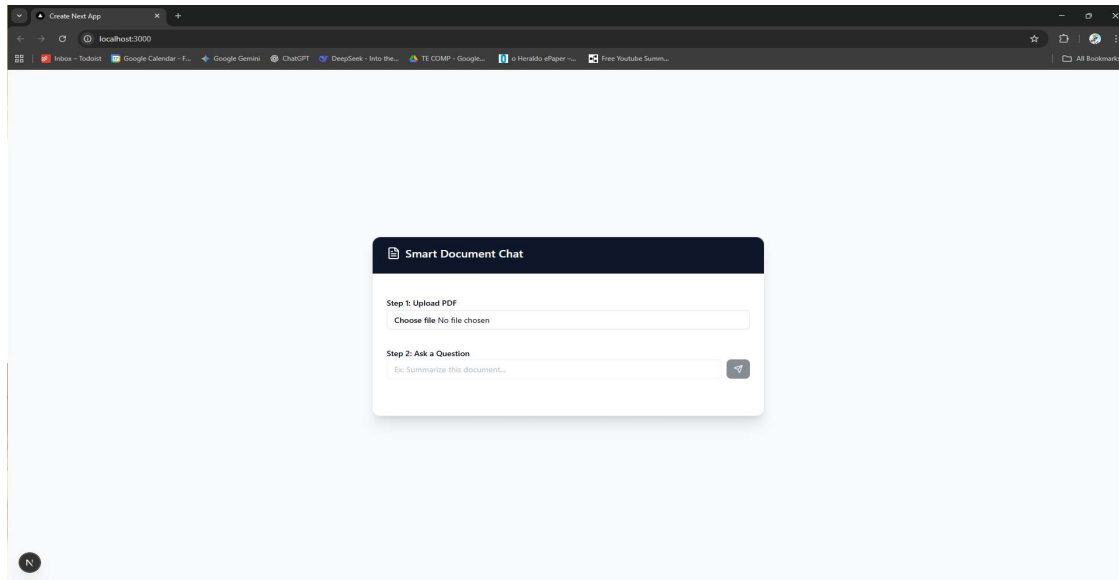 Create Next App
localhost:3000
Inbox – Todoist Google Calendar - F... Google Gemini ChatGPT DeepSeek - Into the... TE COMP - Google... o Heraldo ePaper –... Free Youtube Summ... All Bookmarks
Smart Document Chat
Step 1: Upload PDF
Choose file No file chosen
Step 2: Ask a Question
Ex: Summarize this document...
N